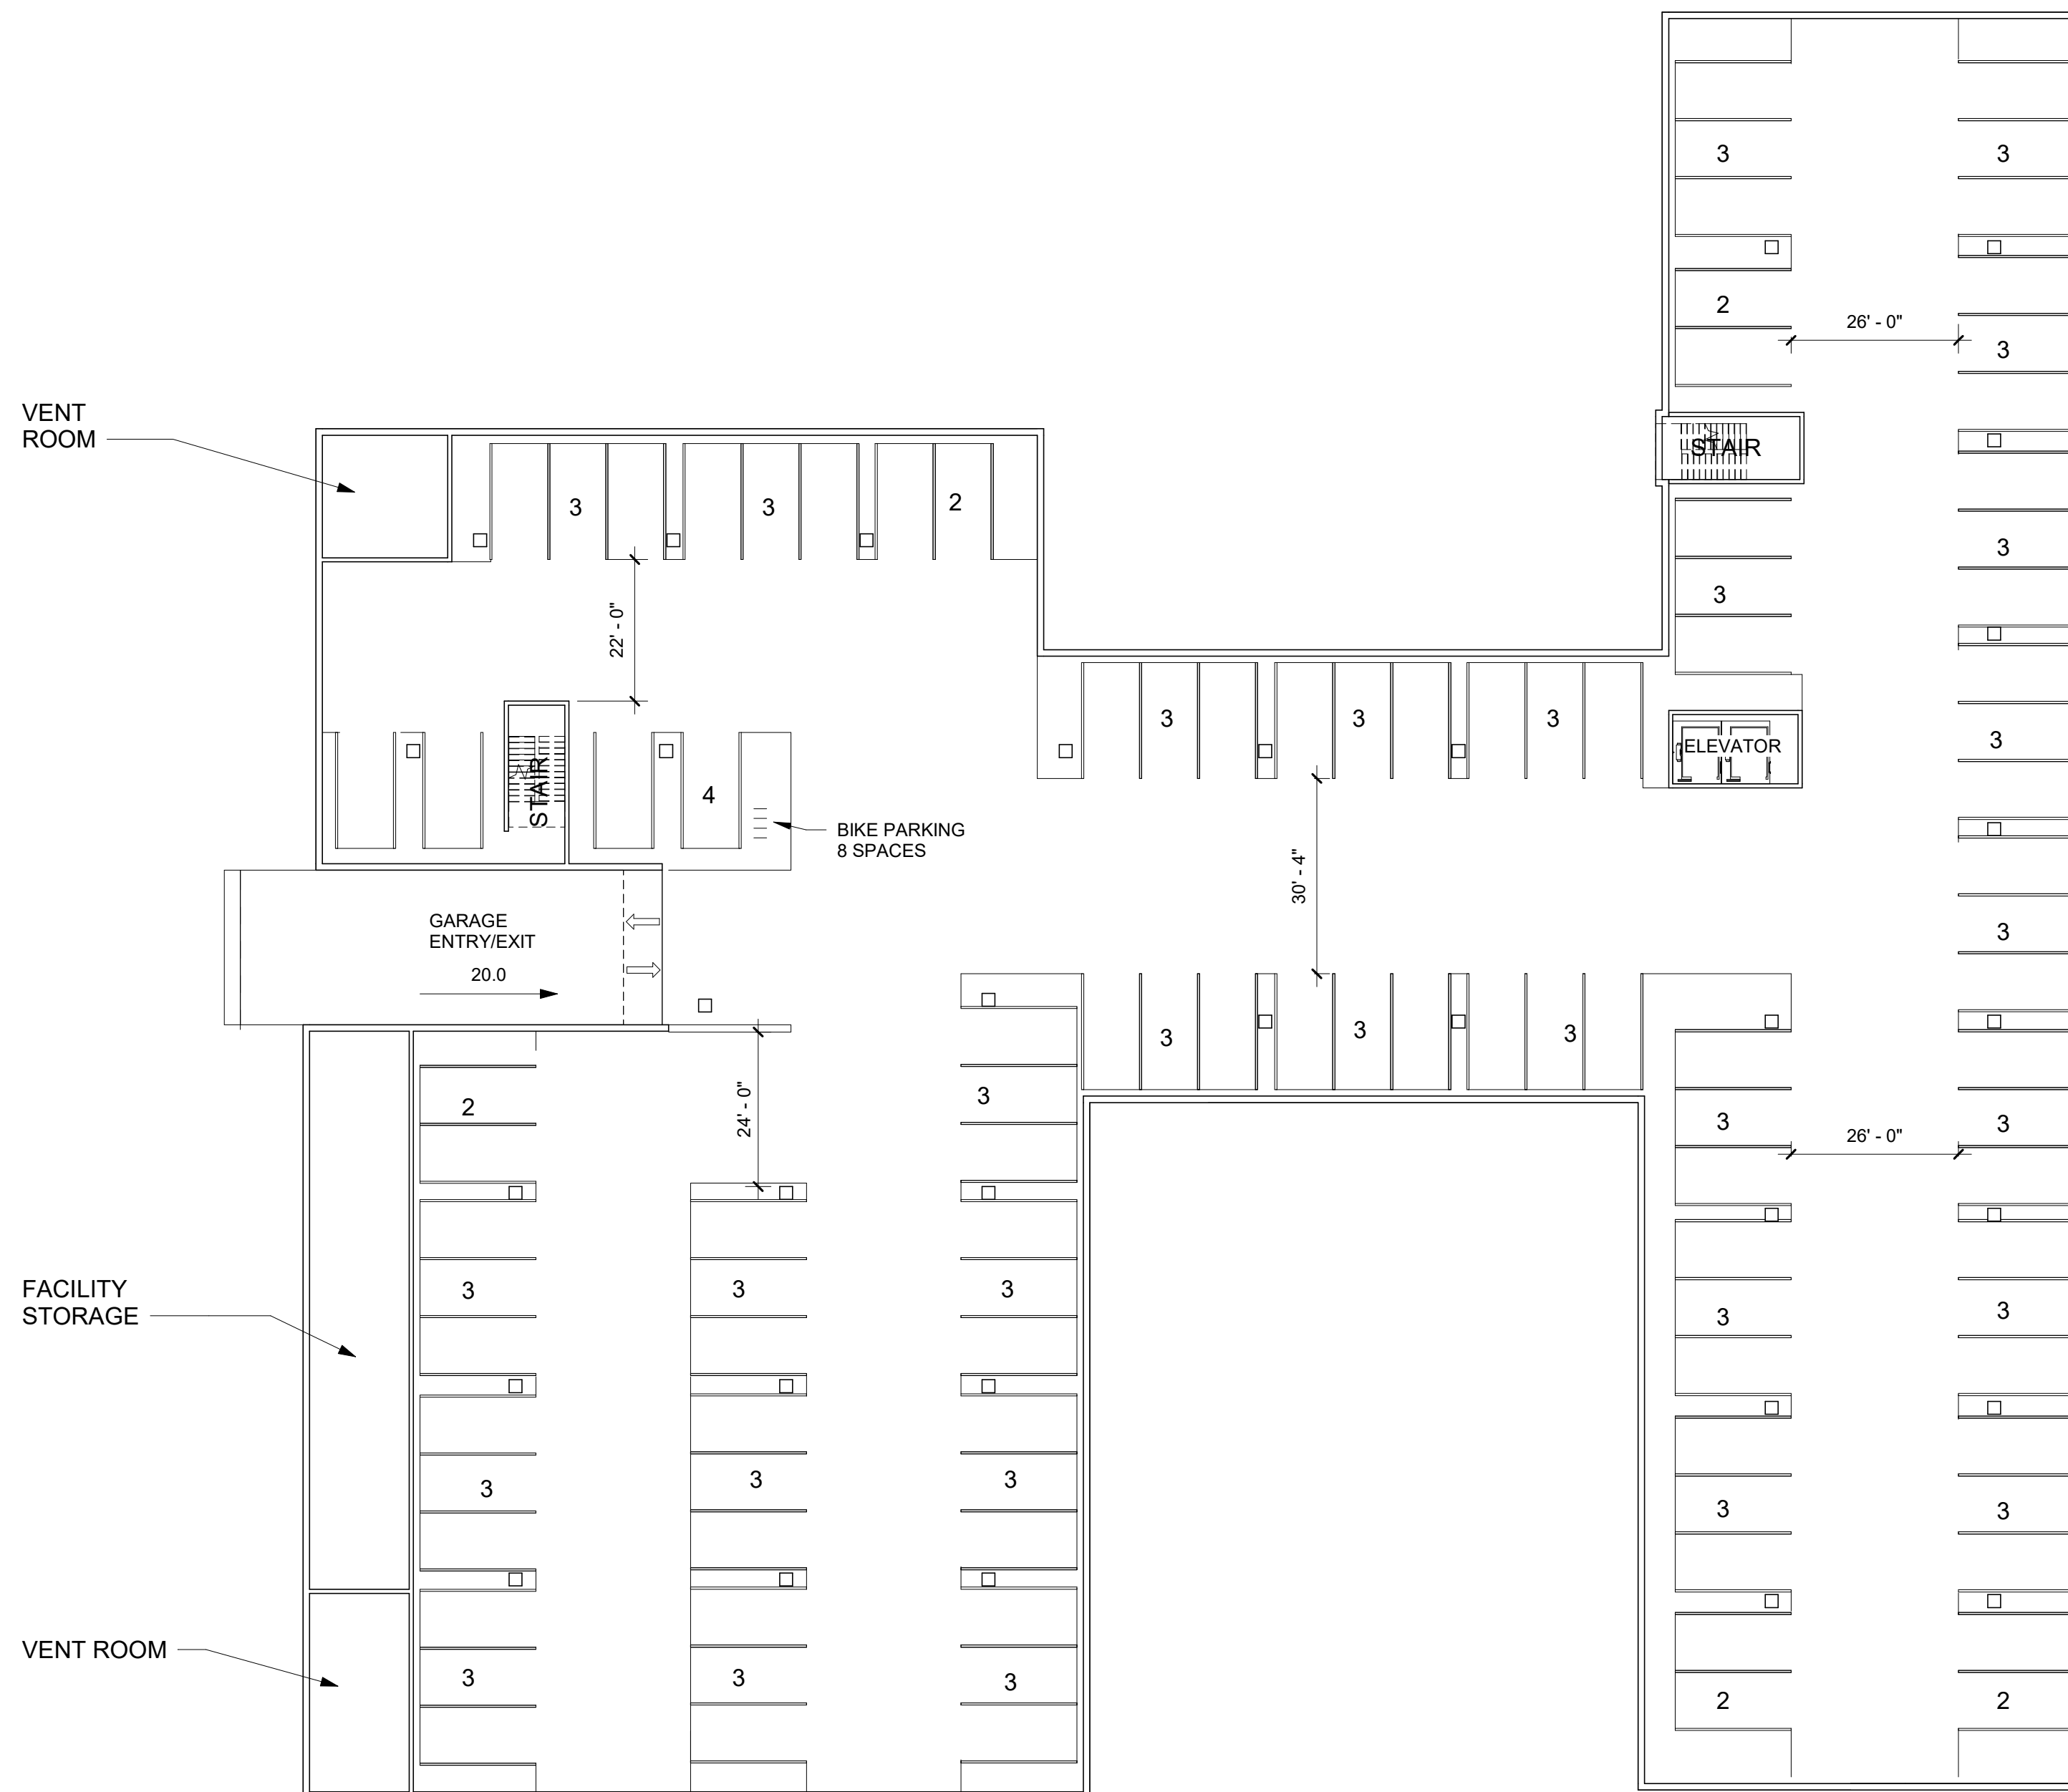 3
3
2
26' - 0"
3
VENT
ROOM
STAIR
3
3
2
3
3
22' - 0"
3
3
3
3
ELEVATOR
STAIR
4
BIKE PARKING
8 SPACES
30' - 4"
GARAGE
ENTRY/EXIT
20.0
3
3
3
3
3
2
24' - 0"
3
3
3
26' - 0"
FACILITY
STORAGE
3
3
3
3
3
3
3
3
3
3
VENT ROOM
3
3
3
2
2